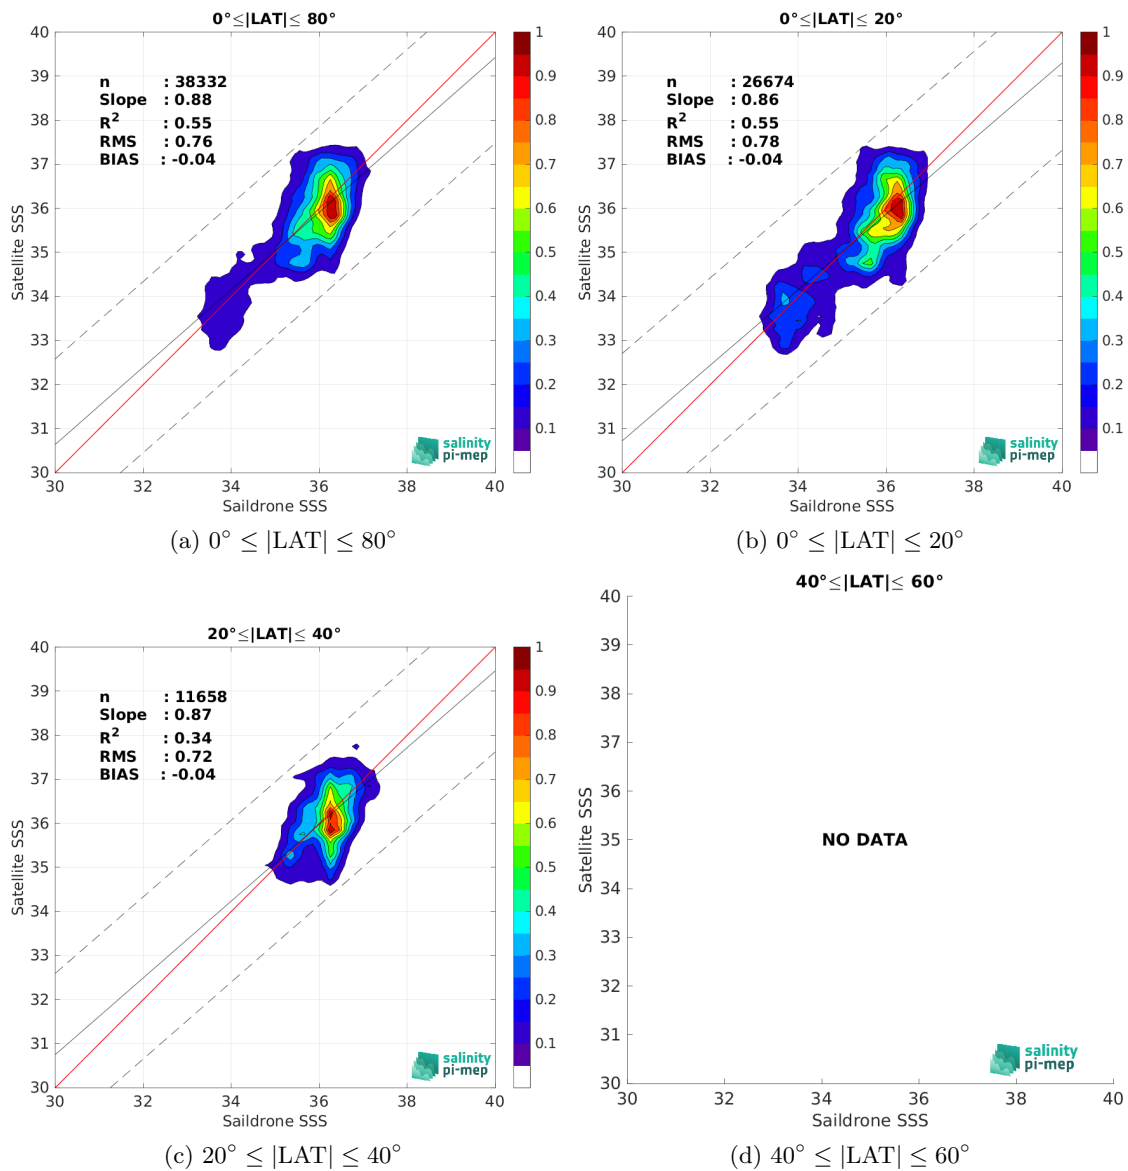 0°≤|LAT|≤ 80°
40
39
38
37
36
35
34
33
32
31
30
Satellite SSS
n : 38332
Slope : 0.88
R² : 0.55
RMS : 0.76
BIAS : -0.04
salinity
pi-mep
30 32 34 36 38 40
Saildrone SSS
1
0.9
0.8
0.7
0.6
0.5
0.4
0.3
0.2
0.1
(a) 0° ≤ |LAT| ≤ 80°
0°≤|LAT|≤ 20°
40
39
38
37
36
35
34
33
32
31
30
Satellite SSS
n : 26674
Slope : 0.86
R² : 0.55
RMS : 0.78
BIAS : -0.04
salinity
pi-mep
30 32 34 36 38 40
Saildrone SSS
1
0.9
0.8
0.7
0.6
0.5
0.4
0.3
0.2
0.1
(b) 0° ≤ |LAT| ≤ 20°
20°≤|LAT|≤ 40°
40
39
38
37
36
35
34
33
32
31
30
Satellite SSS
n : 11658
Slope : 0.87
R² : 0.34
RMS : 0.72
BIAS : -0.04
salinity
pi-mep
30 32 34 36 38 40
Saildrone SSS
1
0.9
0.8
0.7
0.6
0.5
0.4
0.3
0.2
0.1
(c) 20° ≤ |LAT| ≤ 40°
40°≤|LAT|≤ 60°
40
39
38
37
36
35
34
33
32
31
30
Satellite SSS
NO DATA
salinity
pi-mep
30 32 34 36 38 40
Saildrone SSS
(d) 40° ≤ |LAT| ≤ 60°